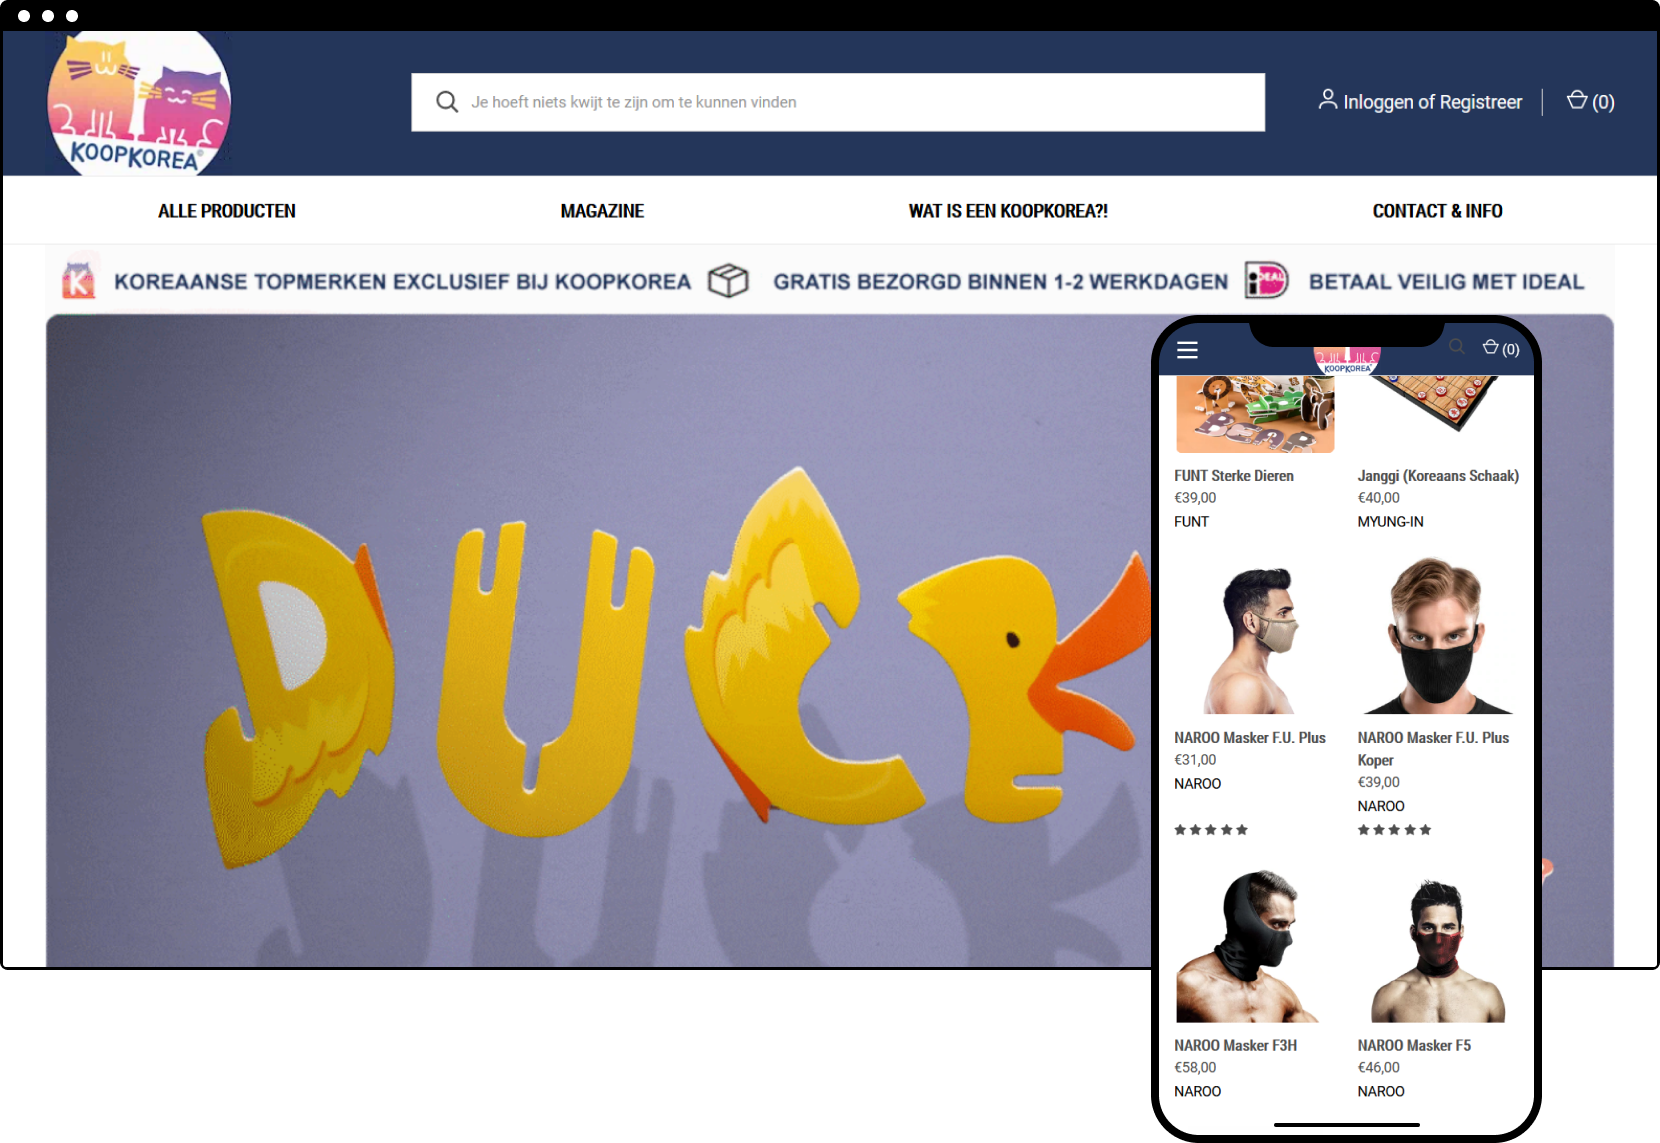 KOOPKOREA
Je hoeft niets kwijt te zijn om te kunnen vinden
Inloggen of Registreer
(0)
ALLE PRODUCTEN
MAGAZINE
WAT IS EEN KOOPKOREA?!
CONTACT & INFO
K
KOREAANSE TOPMERKEN EXCLUSIEF BIJ KOOPKOREA
GRATIS BEZORGD BINNEN 1-2 WERKDAGEN
iDEAL
BETAAL VEILIG MET IDEAL
DUCK
KOOPKOREA
(0)
BEAR
FUNT Sterke Dieren
€39,00
FUNT
Janggi (Koreaans Schaak)
€40,00
MYUNG-IN
NAROO Masker F.U. Plus
€31,00
NAROO
NAROO Masker F.U. Plus
Koper
€39,00
NAROO
NAROO Masker F3H
€58,00
NAROO
NAROO Masker F5
€46,00
NAROO